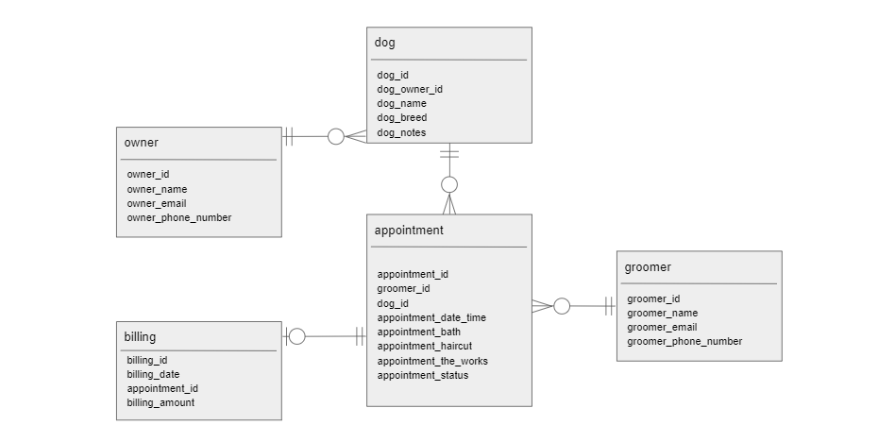 dog
dog_id
dog_owner_id
dog_name
dog_breed
dog_notes
owner
owner_id
owner_name
owner_email
owner_phone_number
appointment
appointment_id
groomer_id
dog_id
appointment_date_time
appointment_bath
appointment_haircut
appointment_the_works
appointment_status
groomer
groomer_id
groomer_name
groomer_email
groomer_phone_number
billing
billing_id
billing_date
appointment_id
billing_amount